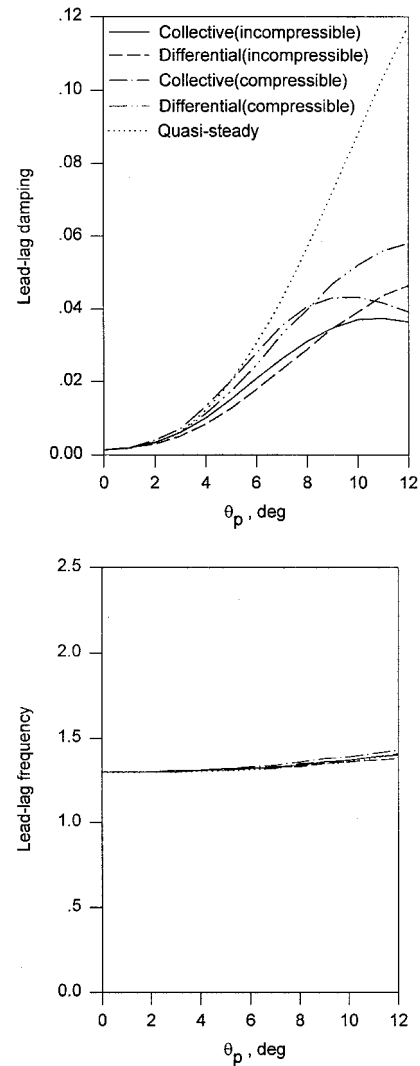 .12
.10
.08
.06
.04
.02
0.00
Lead-lag damping
Collective(incompressible)
Differential(incompressible)
Collective(compressible)
Differential(compressible)
Quasi-steady
0 2 4 6 8 10 12
θp , deg
2.5
2.0
1.5
1.0
.5
0.0
Lead-lag frequency
0 2 4 6 8 10 12
θp , deg